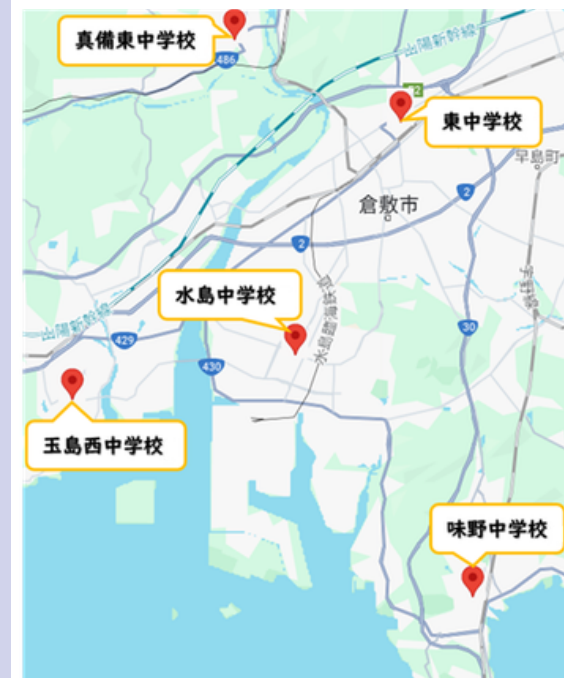 真備東中学校
486
山陽新幹線
2
東中学校
早島町
2
倉敷市
2
水島中学校
水島臨海鉄道
30
山陽新幹線
429
430
玉島西中学校
味野中学校